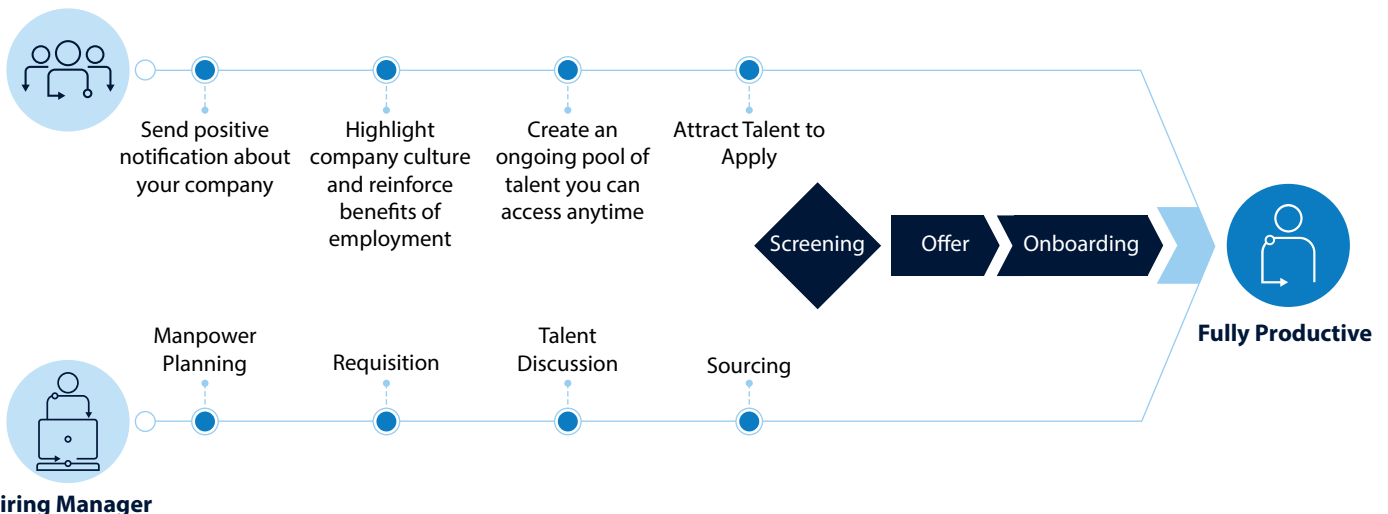 Send positive
notification about
your company
Highlight
company culture
and reinforce
benefits of
employment
Create an
ongoing pool of
talent you can
access anytime
Attract Talent to
Apply
Screening
Offer
Onboarding
Fully Productive
Manpower
Planning
Requisition
Talent
Discussion
Sourcing
iring Manager